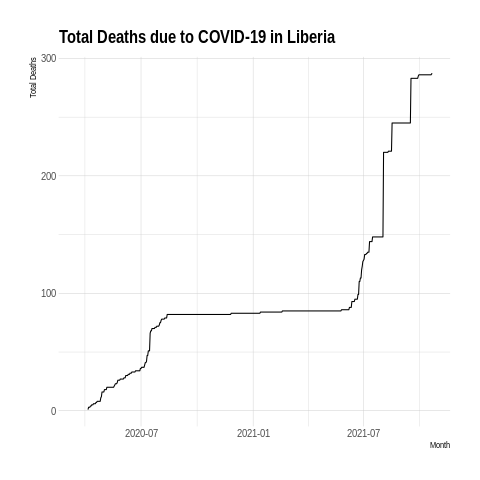 Total Deaths due to COVID-19 in Liberia
Total Deaths
300
200
100
0
2020-07 2021-01 2021-07
Month